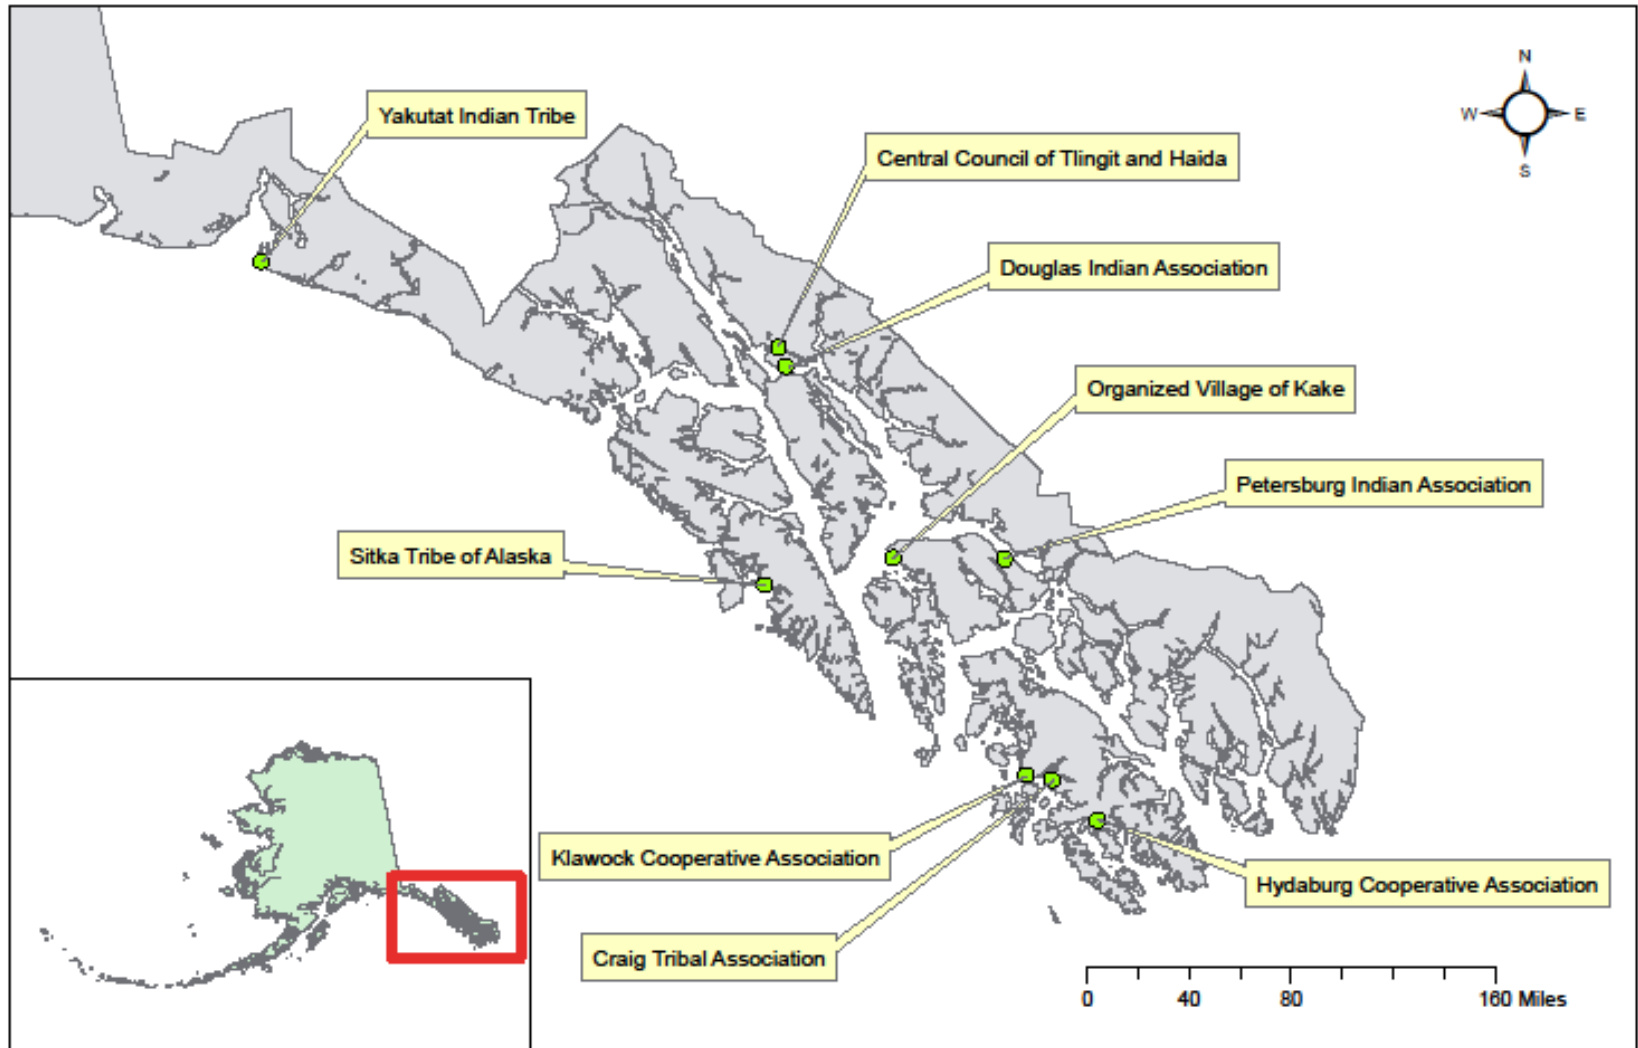 N
Yakutat Indian Tribe
W
E
Central Council of Tlingit and Haida
S
Douglas Indian Association
Organized Village of Kake
Petersburg Indian Association
Sitka Tribe of Alaska
Klawock Cooperative Association
Hydaburg Cooperative Association
Craig Tribal Association
0 40 80 160 Miles